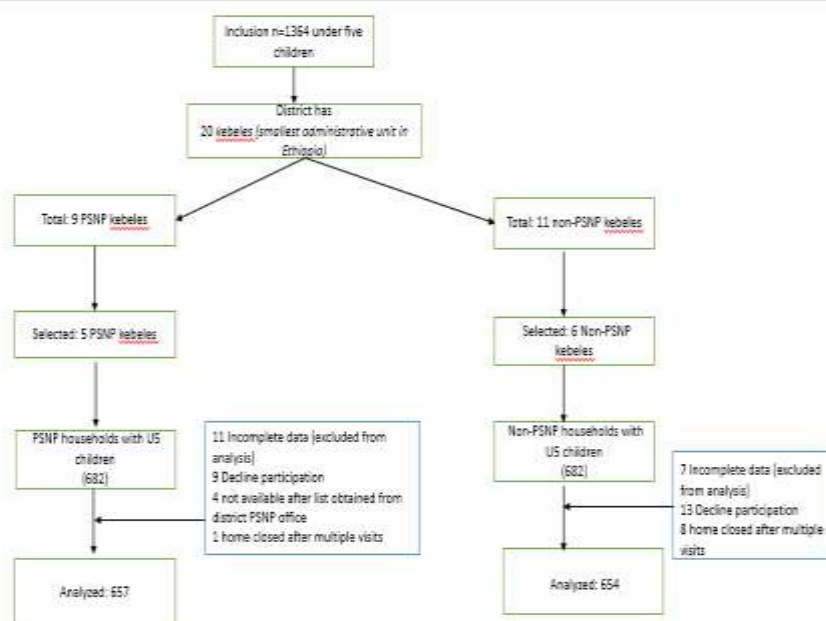 Inclusion n=1364 under five
children
District has
20 kebeles (smallest administrative unit in
Ethiopia)
Total: 9 PSNP kebeles
Total: 11 non-PSNP kebeles
Selected: 5 PSNP kebeles
Selected: 6 Non-PSNP
kebeles
PSNP households with U5
children
(682)
11 Incomplete data (excluded from
analysis)
9 Decline participation
4 not available after list obtained from
district PSNP office
1 home closed after multiple visits
Non-PSNP households with
U5 children
(682)
7 Incomplete data (excluded
from analysis)
13 Decline participation
8 home closed after multiple
visits
Analyzed: 657
Analyzed: 654